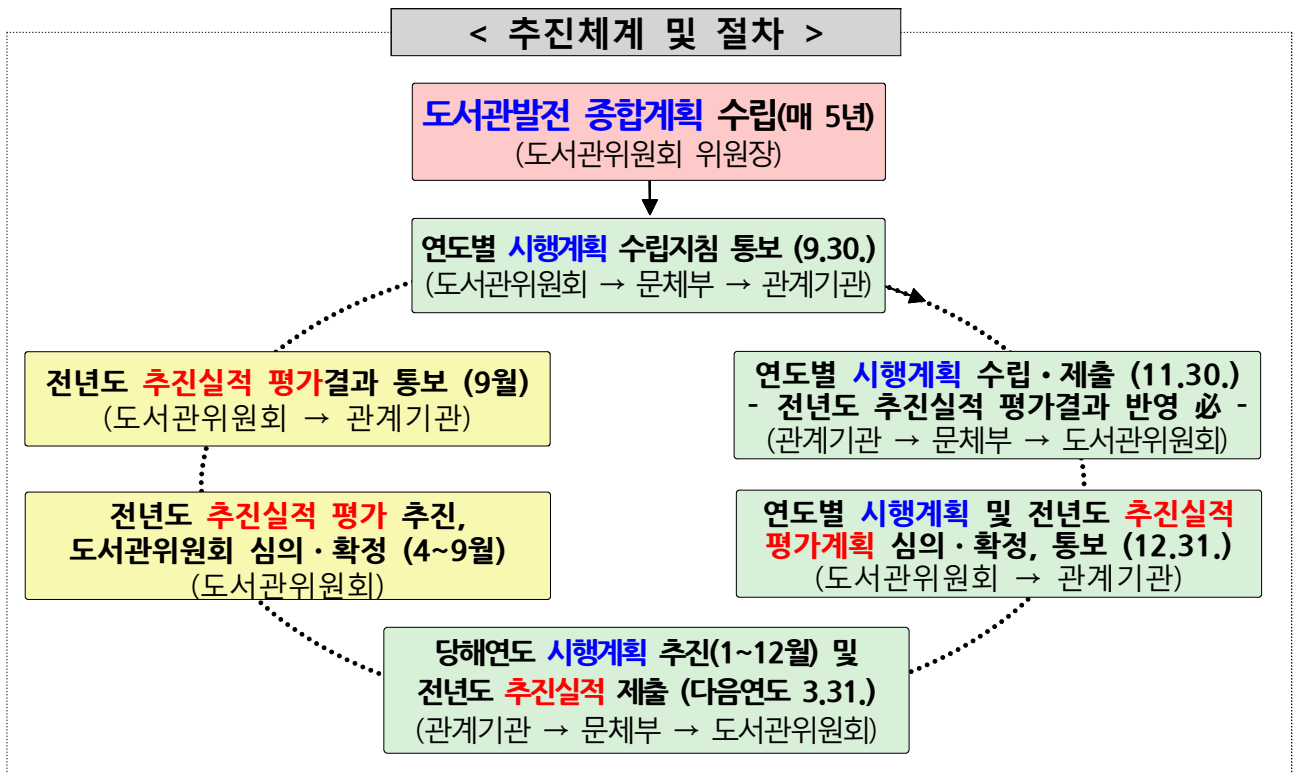 < 추진체계 및 절차 >
도서관발전 종합계획 수립(매 5년)
(도서관위원회 위원장)
연도별 시행계획 수립지침 통보 (9.30.)
(도서관위원회 → 문체부 → 관계기관)
연도별 시행계획 수립・제출 (11.30.)
- 전년도 추진실적 평가결과 반영 必 -
(관계기관 → 문체부 → 도서관위원회)
연도별 시행계획 및 전년도 추진실적
평가계획 심의・확정, 통보 (12.31.)
(도서관위원회 → 관계기관)
당해연도 시행계획 추진(1~12월) 및
전년도 추진실적 제출 (다음연도 3.31.)
(관계기관 → 문체부 → 도서관위원회)
전년도 추진실적 평가 추진,
도서관위원회 심의・확정 (4~9월)
(도서관위원회)
전년도 추진실적 평가결과 통보 (9월)
(도서관위원회 → 관계기관)